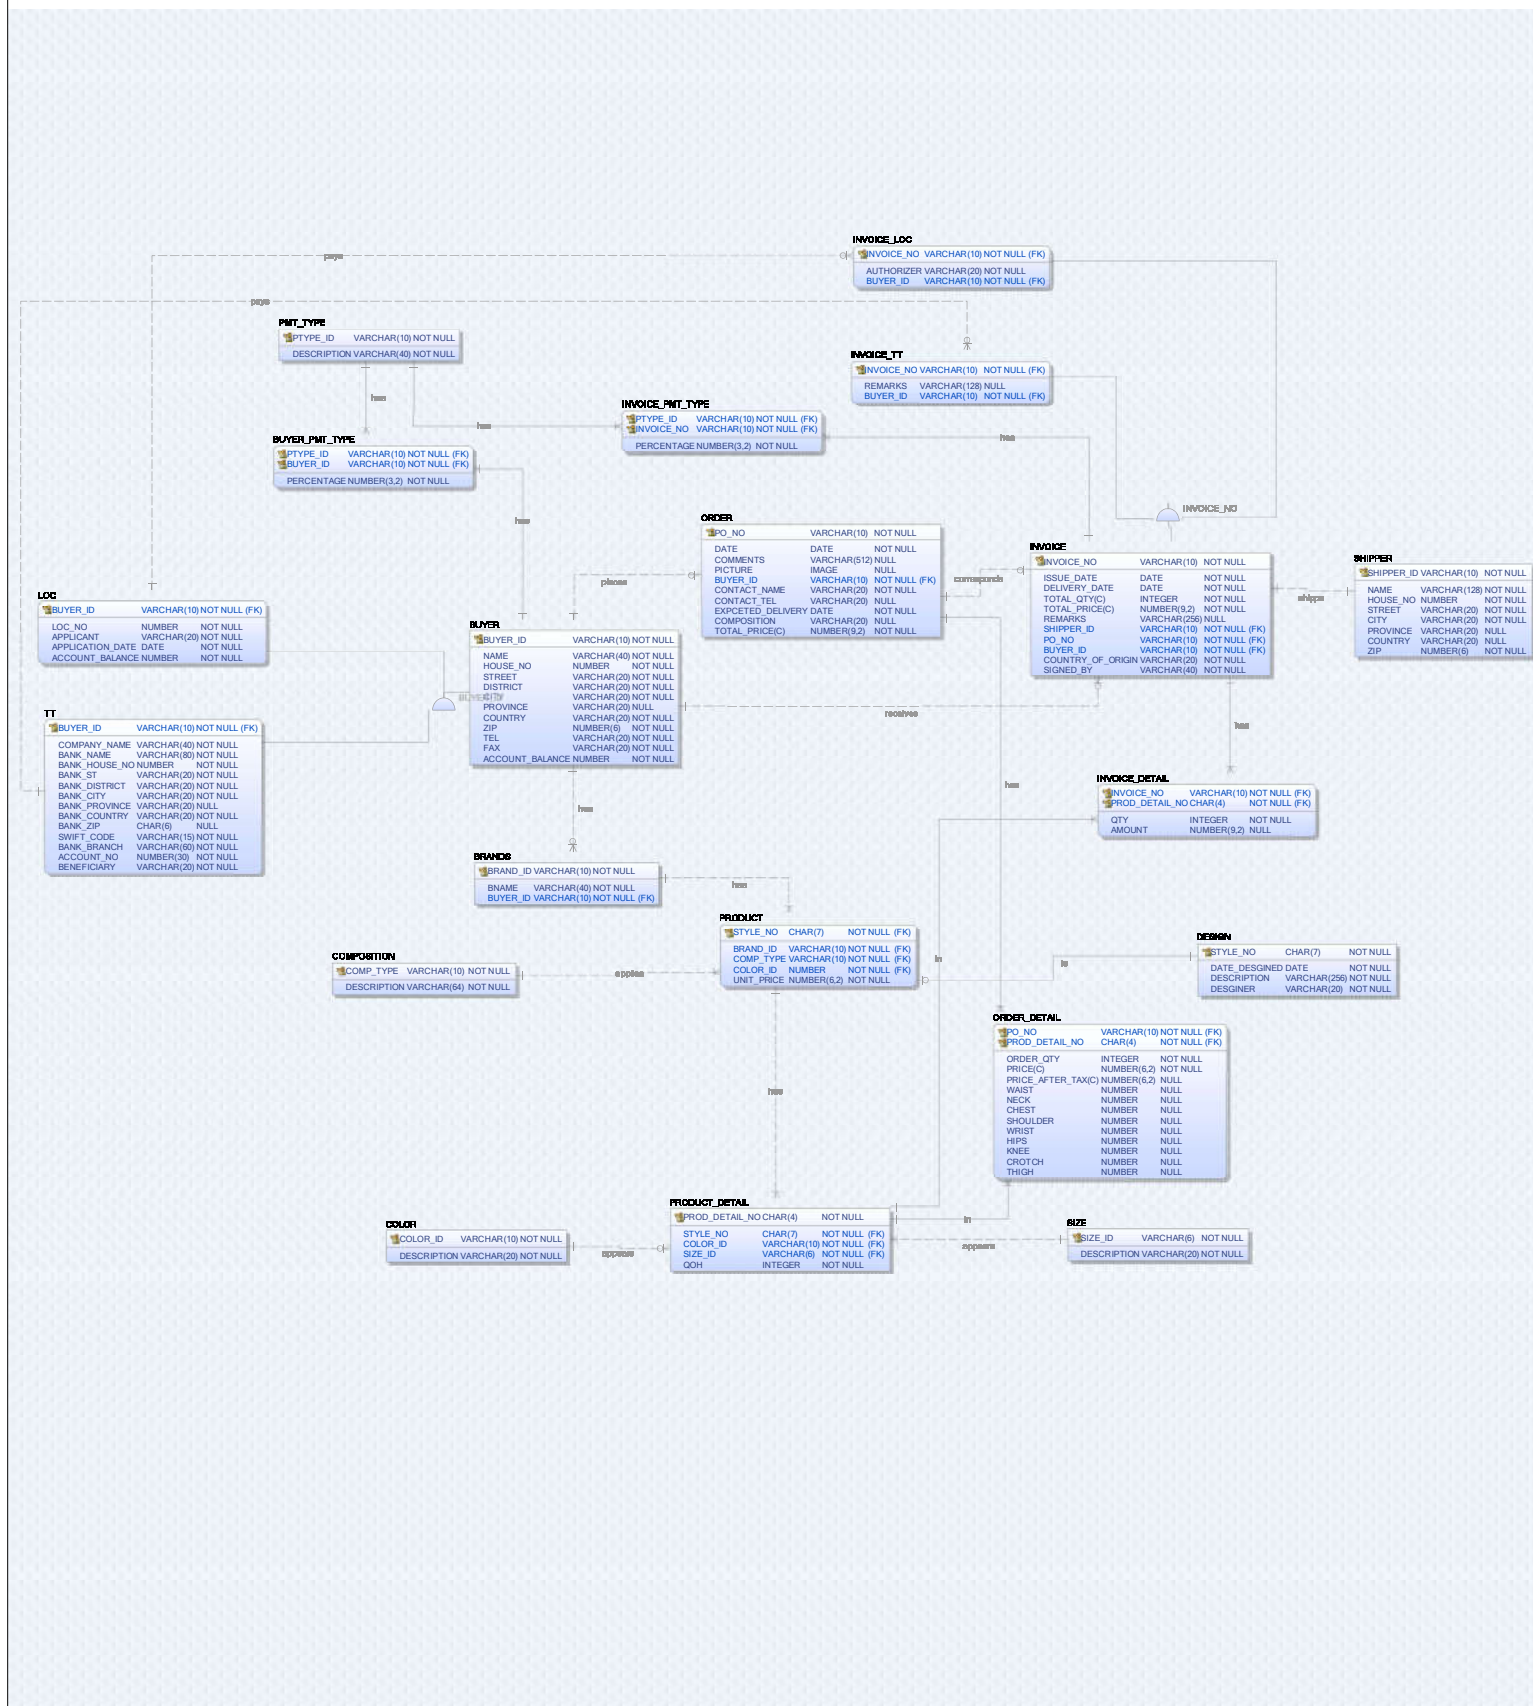 INVOICE_LOC
INVOICE_NO VARCHAR(10) NOT NULL (FK)
AUTHORIZER VARCHAR(20) NOT NULL
BUYER_ID VARCHAR(10) NOT NULL (FK)
pays
pays
PMT_TYPE
PTYPE_ID VARCHAR(10) NOT NULL
DESCRIPTION VARCHAR(40) NOT NULL
INVOICE_TT
INVOICE_NO VARCHAR(10) NOT NULL (FK)
REMARKS VARCHAR(128) NULL
BUYER_ID VARCHAR(10) NOT NULL (FK)
has
INVOICE_PMT_TYPE
PTYPE_ID VARCHAR(10) NOT NULL (FK)
INVOICE_NO VARCHAR(10) NOT NULL (FK)
PERCENTAGE NUMBER(3,2) NOT NULL
has
has
BUYER_PMT_TYPE
PTYPE_ID VARCHAR(10) NOT NULL (FK)
BUYER_ID VARCHAR(10) NOT NULL (FK)
PERCENTAGE NUMBER(3,2) NOT NULL
has
INVOICE_NO
ORDER
PO_NO VARCHAR(10) NOT NULL
DATE DATE NOT NULL
COMMENTS VARCHAR(512) NULL
PICTURE IMAGE NULL
BUYER_ID VARCHAR(10) NOT NULL (FK)
CONTACT_NAME VARCHAR(20) NOT NULL
CONTACT_TEL VARCHAR(20) NULL
EXPCETED_DELIVERY DATE NOT NULL
COMPOSITION VARCHAR(20) NULL
TOTAL_PRICE(C) NUMBER(9,2) NOT NULL
places
corresponds
INVOICE
INVOICE_NO VARCHAR(10) NOT NULL
ISSUE_DATE DATE NOT NULL
DELIVERY_DATE DATE NOT NULL
TOTAL_QTY(C) INTEGER NOT NULL
TOTAL_PRICE(C) NUMBER(9,2) NOT NULL
REMARKS VARCHAR(256) NULL
SHIPPER_ID VARCHAR(10) NOT NULL (FK)
PO_NO VARCHAR(10) NOT NULL (FK)
BUYER_ID VARCHAR(10) NOT NULL (FK)
COUNTRY_OF_ORIGIN VARCHAR(20) NOT NULL
SIGNED_BY VARCHAR(40) NOT NULL
ships
SHIPPER
SHIPPER_ID VARCHAR(10) NOT NULL
NAME VARCHAR(128) NOT NULL
HOUSE_NO NUMBER NOT NULL
STREET VARCHAR(20) NOT NULL
CITY VARCHAR(20) NOT NULL
PROVINCE VARCHAR(20) NULL
COUNTRY VARCHAR(20) NULL
ZIP NUMBER(6) NOT NULL
LOC
BUYER_ID VARCHAR(10) NOT NULL (FK)
LOC_NO NUMBER NOT NULL
APPLICANT VARCHAR(20) NOT NULL
APPLICATION_DATE DATE NOT NULL
ACCOUNT_BALANCE NUMBER NOT NULL
BUYER
BUYER_ID VARCHAR(10) NOT NULL
NAME VARCHAR(40) NOT NULL
HOUSE_NO NUMBER NOT NULL
STREET VARCHAR(20) NOT NULL
DISTRICT VARCHAR(20) NOT NULL
CITY VARCHAR(20) NOT NULL
PROVINCE VARCHAR(20) NULL
COUNTRY VARCHAR(20) NOT NULL
ZIP NUMBER(6) NOT NULL
TEL VARCHAR(20) NOT NULL
FAX VARCHAR(20) NOT NULL
ACCOUNT_BALANCE NUMBER NOT NULL
receives
TT
BUYER_ID VARCHAR(10) NOT NULL (FK)
COMPANY_NAME VARCHAR(40) NOT NULL
BANK_NAME VARCHAR(80) NOT NULL
BANK_HOUSE_NO NUMBER NOT NULL
BANK_ST VARCHAR(20) NOT NULL
BANK_DISTRICT VARCHAR(20) NOT NULL
BANK_CITY VARCHAR(20) NOT NULL
BANK_PROVINCE VARCHAR(20) NULL
BANK_COUNTRY VARCHAR(20) NOT NULL
BANK_ZIP CHAR(6) NULL
SWIFT_CODE VARCHAR(15) NOT NULL
BANK_BRANCH VARCHAR(60) NOT NULL
ACCOUNT_NO NUMBER(30) NOT NULL
BENEFICIARY VARCHAR(20) NOT NULL
has
has
has
INVOICE_DETAIL
INVOICE_NO VARCHAR(10) NOT NULL (FK)
PROD_DETAIL_NO CHAR(4) NOT NULL (FK)
QTY INTEGER NOT NULL
AMOUNT NUMBER(9,2) NULL
BRANDS
BRAND_ID VARCHAR(10) NOT NULL
BNAME VARCHAR(40) NOT NULL
BUYER_ID VARCHAR(10) NOT NULL (FK)
has
PRODUCT
STYLE_NO CHAR(7) NOT NULL (FK)
BRAND_ID VARCHAR(10) NOT NULL (FK)
COMP_TYPE VARCHAR(10) NOT NULL (FK)
COLOR_ID NUMBER NOT NULL (FK)
UNIT_PRICE NUMBER(6,2) NOT NULL
COMPOSITION
COMP_TYPE VARCHAR(10) NOT NULL
DESCRIPTION VARCHAR(64) NOT NULL
applies
in
is
DESIGN
STYLE_NO CHAR(7) NOT NULL
DATE_DESGINED DATE NOT NULL
DESCRIPTION VARCHAR(256) NOT NULL
DESGINER VARCHAR(20) NOT NULL
ORDER_DETAIL
PO_NO VARCHAR(10) NOT NULL (FK)
PROD_DETAIL_NO CHAR(4) NOT NULL (FK)
ORDER_QTY INTEGER NOT NULL
PRICE(C) NUMBER(6,2) NOT NULL
PRICE_AFTER_TAX(C) NUMBER(6,2) NULL
WAIST NUMBER NULL
NECK NUMBER NULL
CHEST NUMBER NULL
SHOULDER NUMBER NULL
WRIST NUMBER NULL
HIPS NUMBER NULL
KNEE NUMBER NULL
CROTCH NUMBER NULL
THIGH NUMBER NULL
has
PRODUCT_DETAIL
PROD_DETAIL_NO CHAR(4) NOT NULL
STYLE_NO CHAR(7) NOT NULL (FK)
COLOR_ID VARCHAR(10) NOT NULL (FK)
SIZE_ID VARCHAR(6) NOT NULL (FK)
QOH INTEGER NOT NULL
COLOR
COLOR_ID VARCHAR(10) NOT NULL
DESCRIPTION VARCHAR(20) NOT NULL
appears
in
appears
SIZE
SIZE_ID VARCHAR(6) NOT NULL
DESCRIPTION VARCHAR(20) NOT NULL